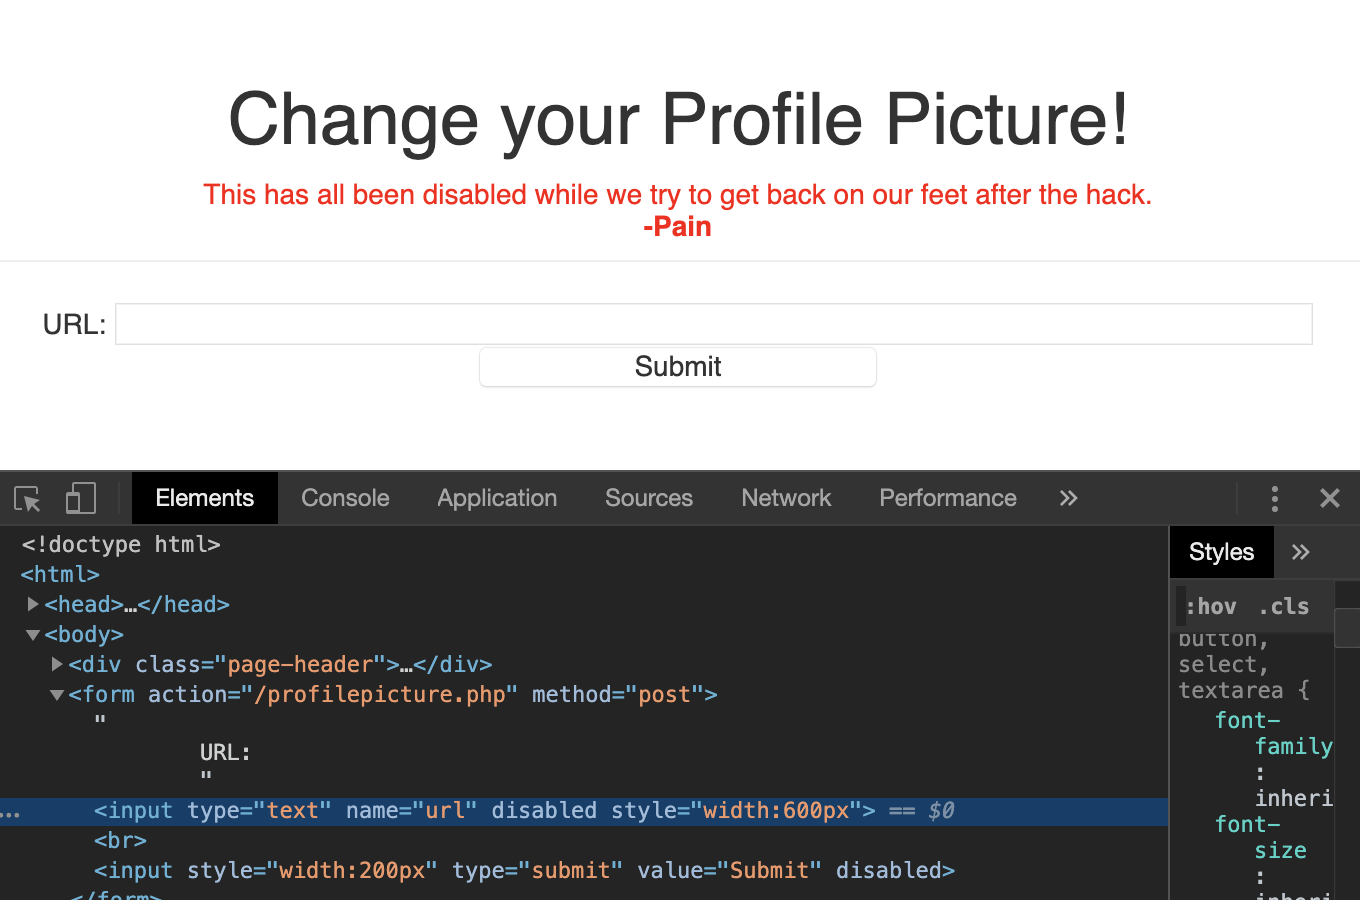 Change your Profile Picture!
This has all been disabled while we try to get back on our feet after the hack.
-Pain
URL:
Submit
Elements Console Application Sources Network Performance »
<!doctype html>
<html>
<head>…</head>
<body>
<div class="page-header">…</div>
<form action="/profilepicture.php" method="post">
"
URL:
"
<input type="text" name="url" disabled style="width:600px"> == $0
<br>
<input style="width:200px" type="submit" value="Submit" disabled>
</form>
Styles »
:hov .cls
button,
select,
textarea {
font-
family
:
inheri
font-
size
:
inheri